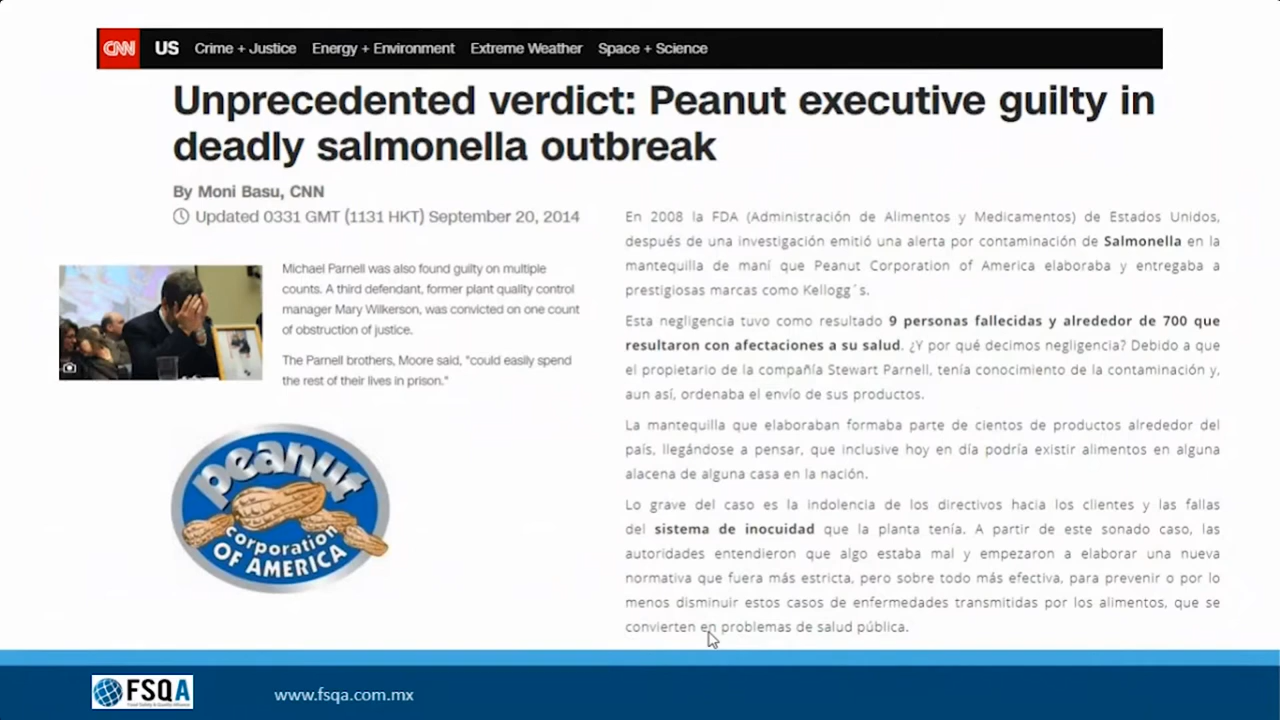 CNN US Crime + Justice Energy + Environment Extreme Weather Space + Science
Unprecedented verdict: Peanut executive guilty in
deadly salmonella outbreak
By Moni Basu, CNN
Updated 0331 GMT (1131 HKT) September 20, 2014
Michael Parnell was also found guilty on multiple
counts. A third defendant, former plant quality control
manager Mary Wilkerson, was convicted on one count
of obstruction of justice.
The Parnell brothers, Moore said, "could easily spend
the rest of their lives in prison."
peanut
corporation
OF AMERICA
En 2008 la FDA (Administración de Alimentos y Medicamentos) de Estados Unidos,
después de una investigación emitió una alerta por contaminación de Salmonella en la
mantequilla de maní que Peanut Corporation of America elaboraba y entregaba a
prestigiosas marcas como Kellogg´s.
Esta negligencia tuvo como resultado 9 personas fallecidas y alrededor de 700 que
resultaron con afectaciones a su salud. ¿Y por qué decimos negligencia? Debido a que
el propietario de la compañía Stewart Parnell, tenía conocimiento de la contaminación y,
aun así, ordenaba el envío de sus productos.
La mantequilla que elaboraban formaba parte de cientos de productos alrededor del
país, llegándose a pensar, que inclusive hoy en día podría existir alimentos en alguna
alacena de alguna casa en la nación.
Lo grave del caso es la indolencia de los directivos hacia los clientes y las fallas
del sistema de inocuidad que la planta tenía. A partir de este sonado caso, las
autoridades entendieron que algo estaba mal y empezaron a elaborar una nueva
normativa que fuera más estricta, pero sobre todo más efectiva, para prevenir o por lo
menos disminuir estos casos de enfermedades transmitidas por los alimentos, que se
convierten en problemas de salud pública.
FSQA
Food Safety & Quality Alliance
www.fsqa.com.mx